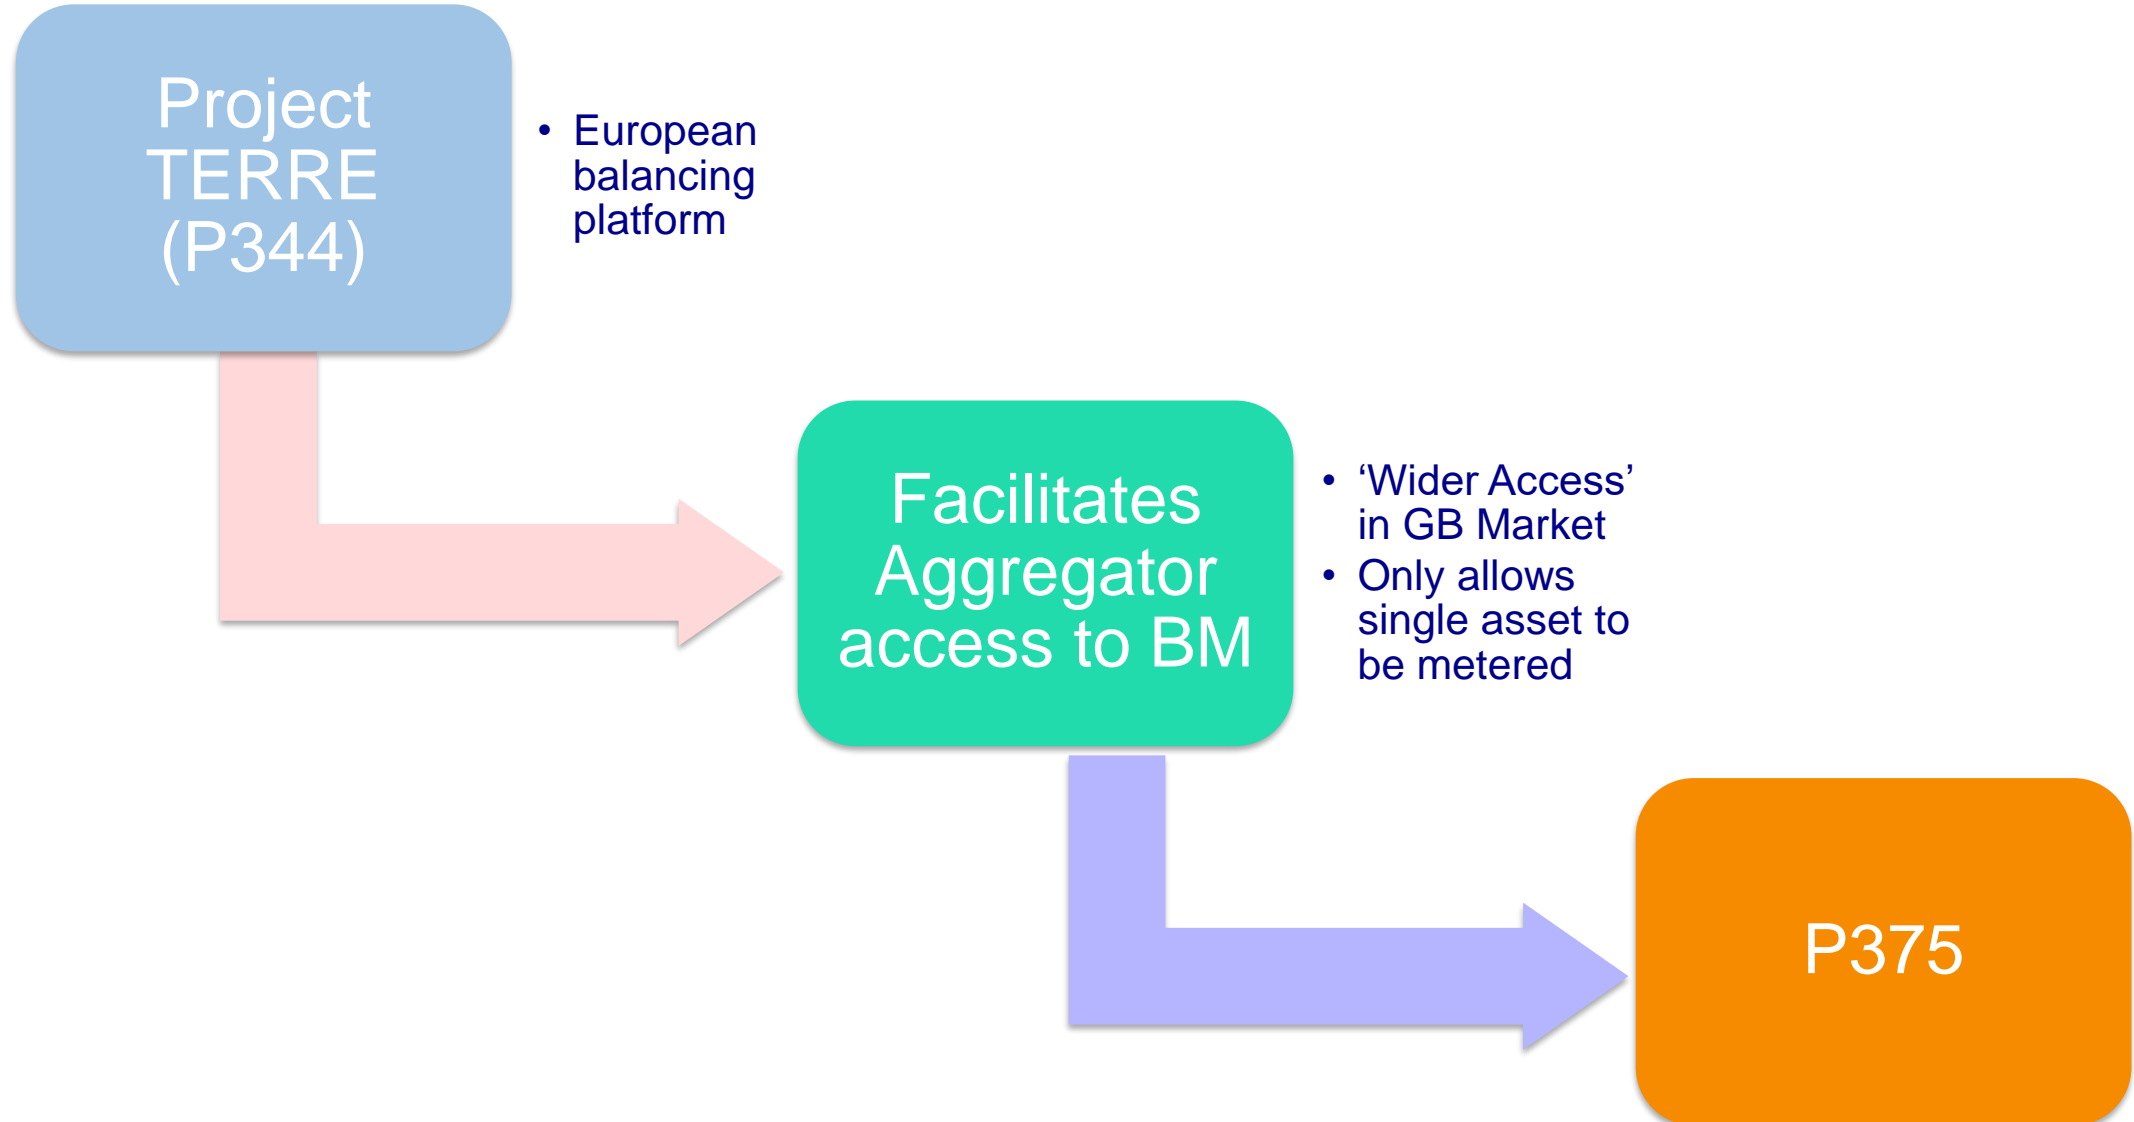 Project
TERRE
(P344)
• European
balancing
platform
Facilitates
Aggregator
access to BM
• ‘Wider Access’
in GB Market
• Only allows
single asset to
be metered
P375